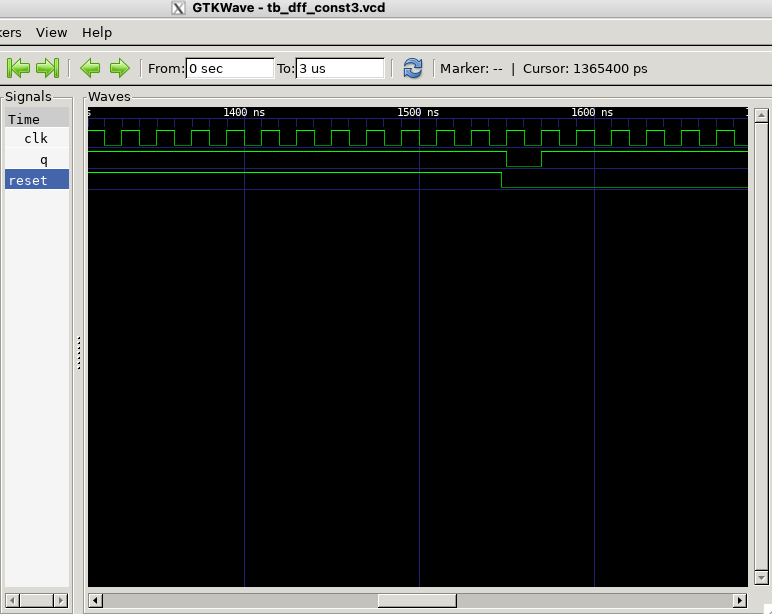 GTKWave - tb_dff_const3.vcd
View Help
From: 0 sec To: 3 us Marker: -- | Cursor: 1365400 ps
Signals Waves
Time 1400 ns 1500 ns 1600 ns
clk
q
reset